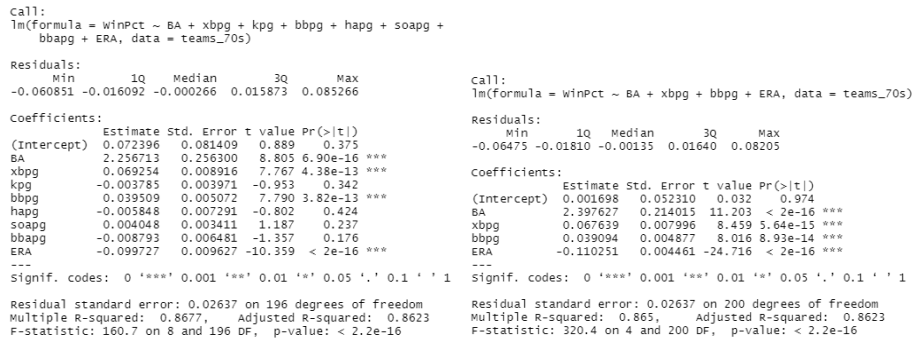 Call:
lm(formula = WinPct ~ BA + xbpg + kpg + bbpg + hapg + soapg +
bbapg + ERA, data = teams_70s)
Residuals:
Min 1Q Median 3Q Max
-0.060851 -0.016092 -0.000266 0.015873 0.085266
Coefficients:
Estimate Std. Error t value Pr(>|t|)
(Intercept) 0.072396 0.081409 0.889 0.375
BA 2.256713 0.256300 8.805 6.90e-16 ***
xbpg 0.069254 0.008916 7.767 4.38e-13 ***
kpg -0.003785 0.003971 -0.953 0.342
bbpg 0.039509 0.005072 7.790 3.82e-13 ***
hapg -0.005848 0.007291 -0.802 0.424
soapg 0.004048 0.003411 1.187 0.237
bbapg -0.008793 0.006481 -1.357 0.176
ERA -0.099727 0.009627 -10.359 < 2e-16 ***
---
Signif. codes: 0 '***' 0.001 '**' 0.01 '*' 0.05 '.' 0.1 ' ' 1
Residual standard error: 0.02637 on 196 degrees of freedom
Multiple R-squared: 0.8677, Adjusted R-squared: 0.8623
F-statistic: 160.7 on 8 and 196 DF, p-value: < 2.2e-16
Call:
lm(formula = WinPct ~ BA + xbpg + bbpg + ERA, data = teams_70s)
Residuals:
Min 1Q Median 3Q Max
-0.06475 -0.01810 -0.00135 0.01640 0.08205
Coefficients:
Estimate Std. Error t value Pr(>|t|)
(Intercept) 0.001698 0.052310 0.032 0.974
BA 2.397627 0.214015 11.203 < 2e-16 ***
xbpg 0.067639 0.007996 8.459 5.64e-15 ***
bbpg 0.039094 0.004877 8.016 8.93e-14 ***
ERA -0.110251 0.004461 -24.716 < 2e-16 ***
---
Signif. codes: 0 '***' 0.001 '**' 0.01 '*' 0.05 '.' 0.1 ' ' 1
Residual standard error: 0.02637 on 200 degrees of freedom
Multiple R-squared: 0.865, Adjusted R-squared: 0.8623
F-statistic: 320.4 on 4 and 200 DF, p-value: < 2.2e-16